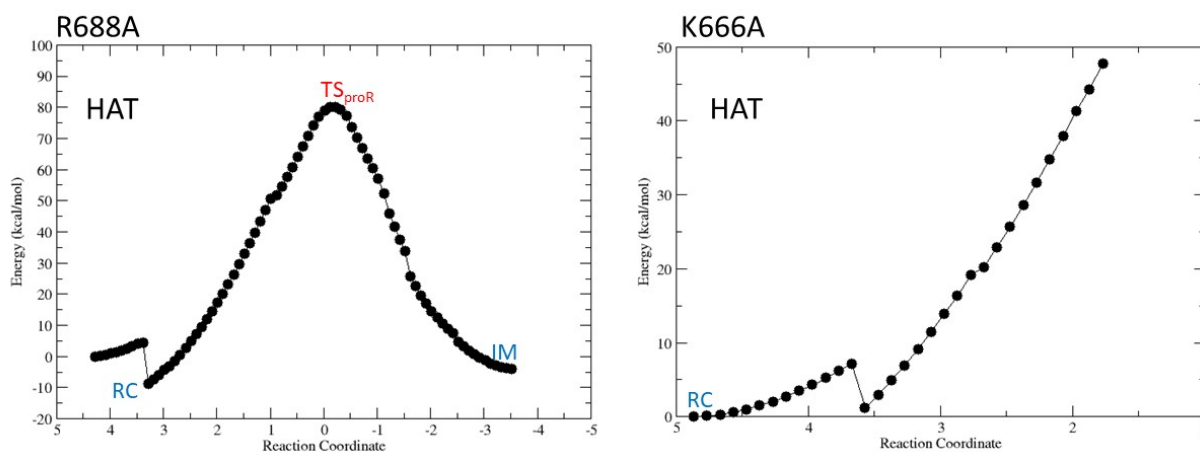 R688A
HAT
TSproR
RC
IM
Energy (kcal/mol)
100
90
80
70
60
50
40
30
20
10
0
-10
-20
5 4 3 2 1 0 -1 -2 -3 -4 -5
Reaction Coordinate
K666A
HAT
RC
Energy (kcal/mol)
50
40
30
20
10
0
5 4 3 2
Reaction Coordinate